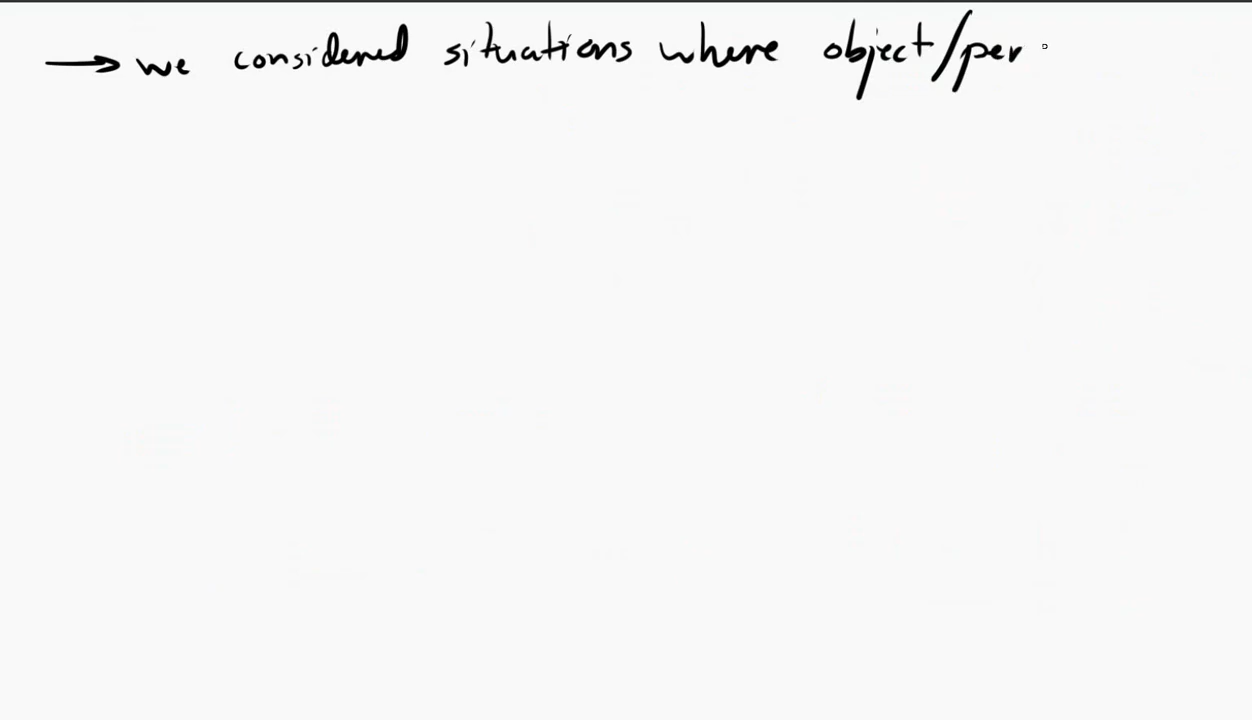 → we considered situations where object/per